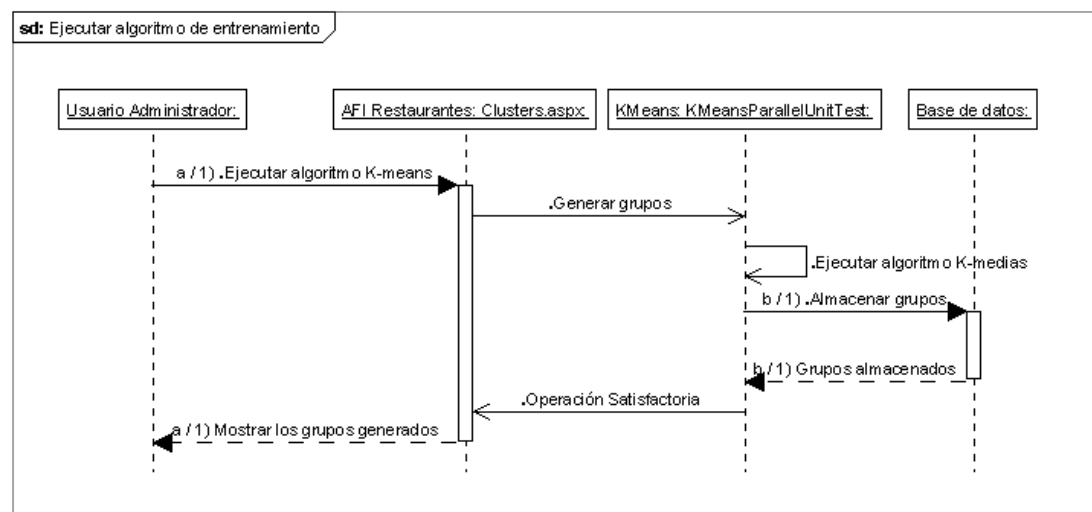 sd: Ejecutar algoritmo de entrenamiento
Usuario Administrador:
AFI Restaurantes: Clusters.aspx:
KMeans: KMeansParallelUnitTest:
Base de datos:
a / 1) .Ejecutar algoritmo K-means
.Generar grupos
.Ejecutar algoritmo K-medias
b / 1) .Almacenar grupos
b / 1) Grupos almacenados
.Operación Satisfactoria
a / 1) Mostrar los grupos generados